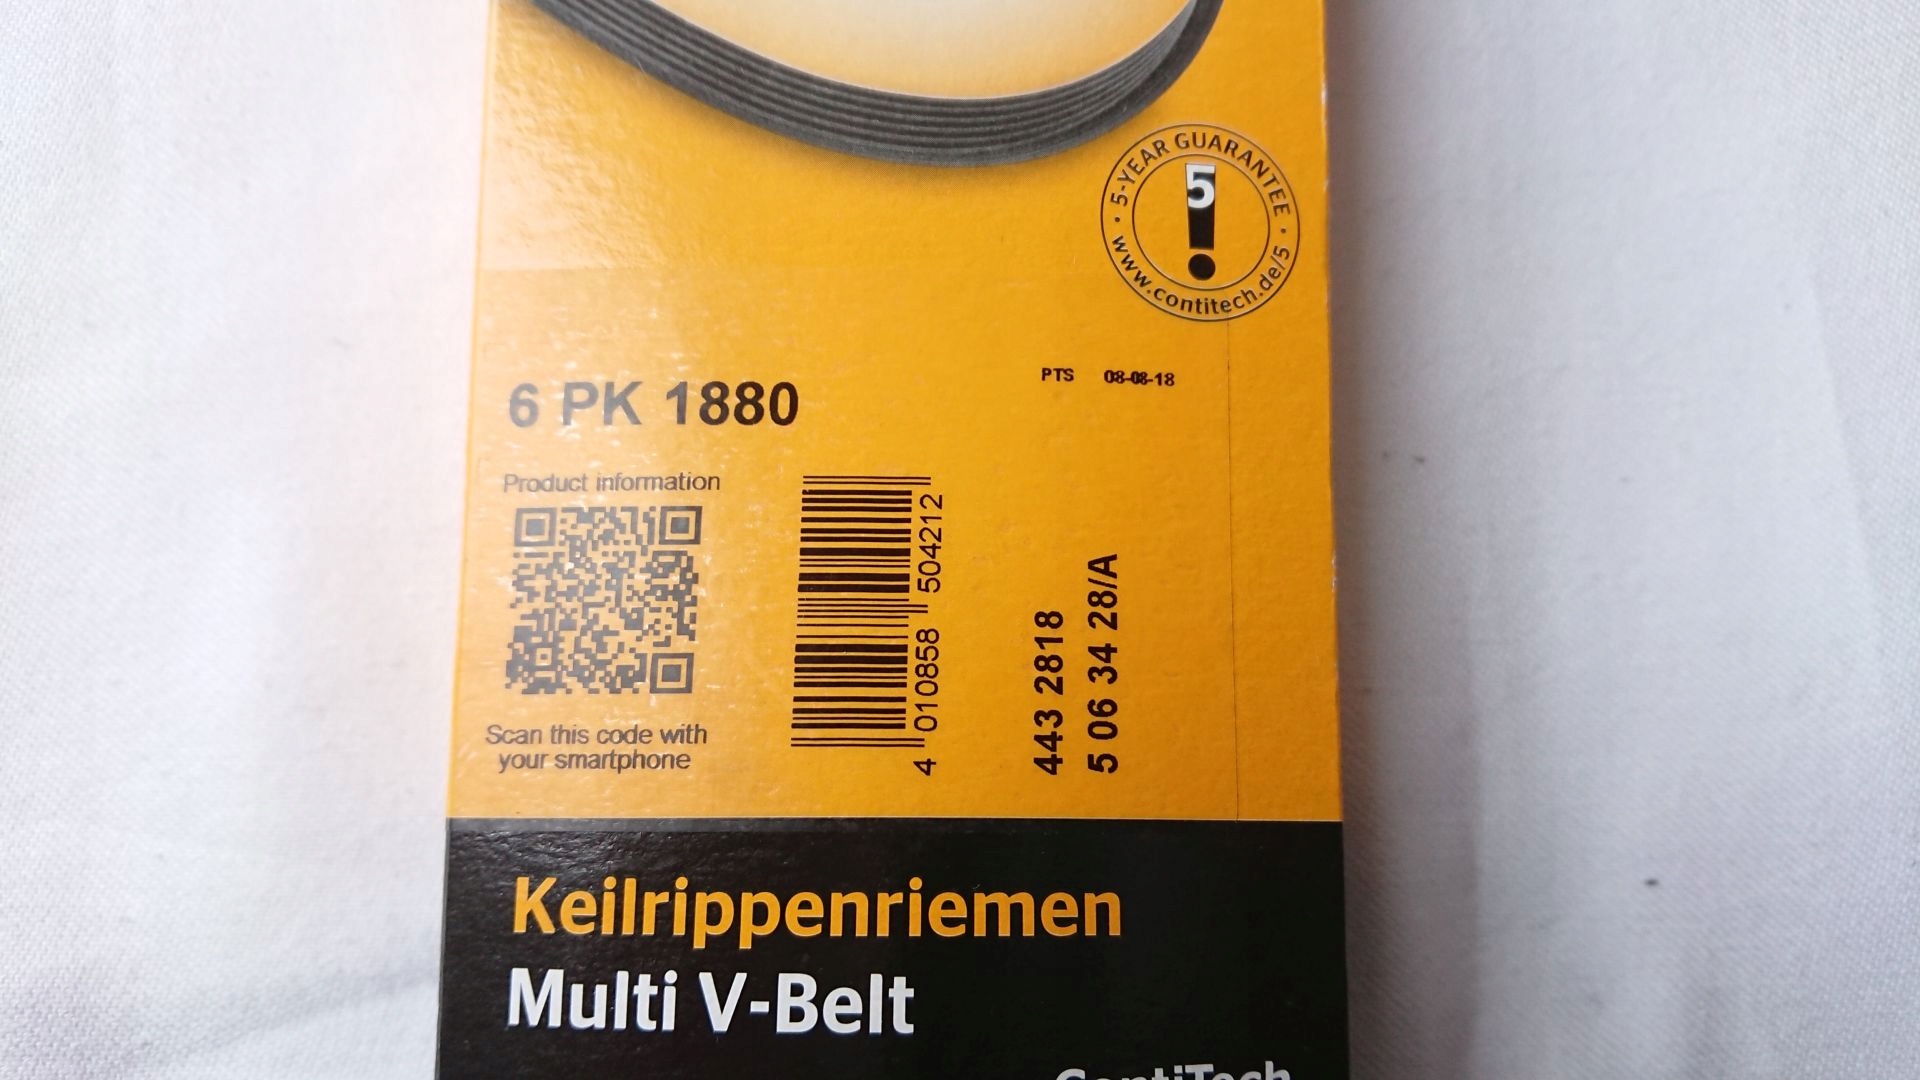 · 5-YEAR GUARANTEE ·
5
www.contitech.de/5
PTS 08-08-18
6 PK 1880
Product information
Scan this code with
your smartphone
4 010858 504212
443 2818
5 06 34 28/A
Keilrippenriemen
Multi V-Belt
ContiTech